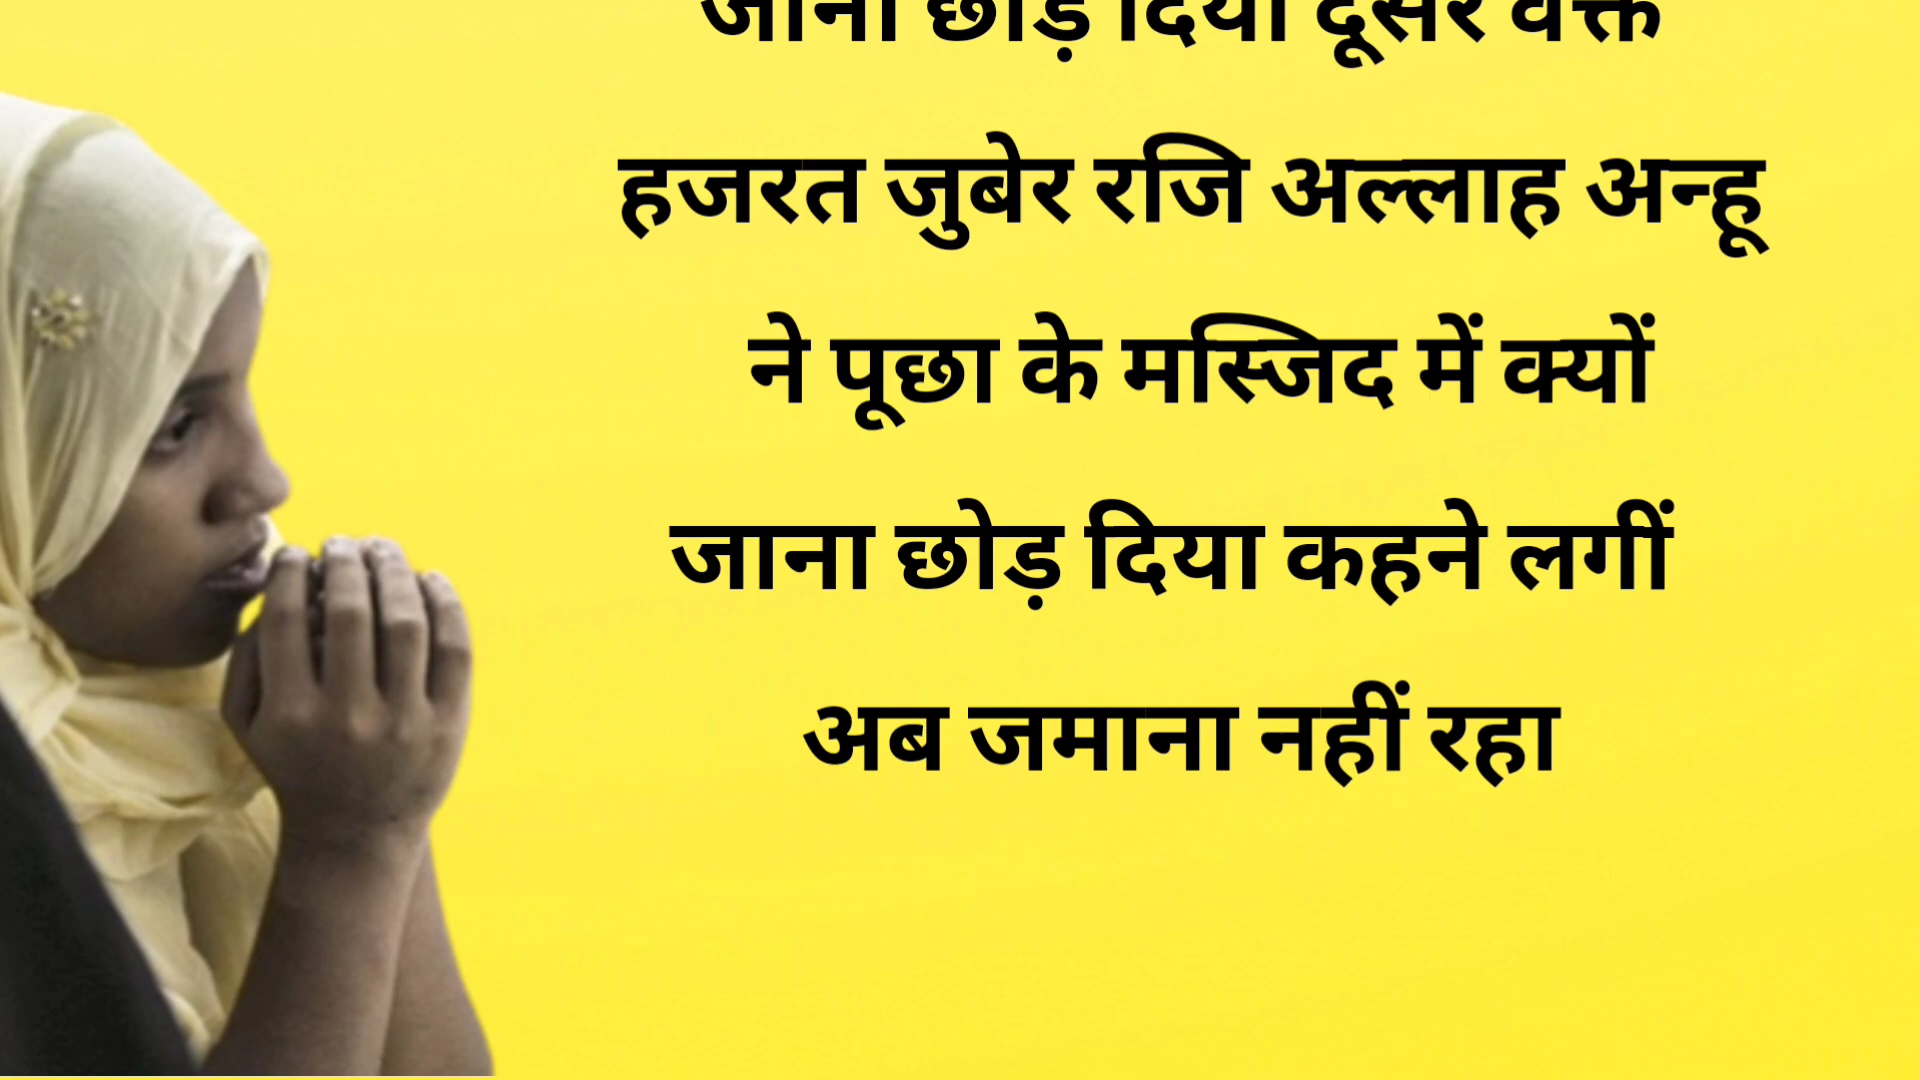 जाना छोड़ दिया दूसरे वक्त
हजरत जुबेर रजि अल्लाह अन्हू
ने पूछा के मस्जिद में क्यों
जाना छोड़ दिया कहने लगीं
अब जमाना नहीं रहा